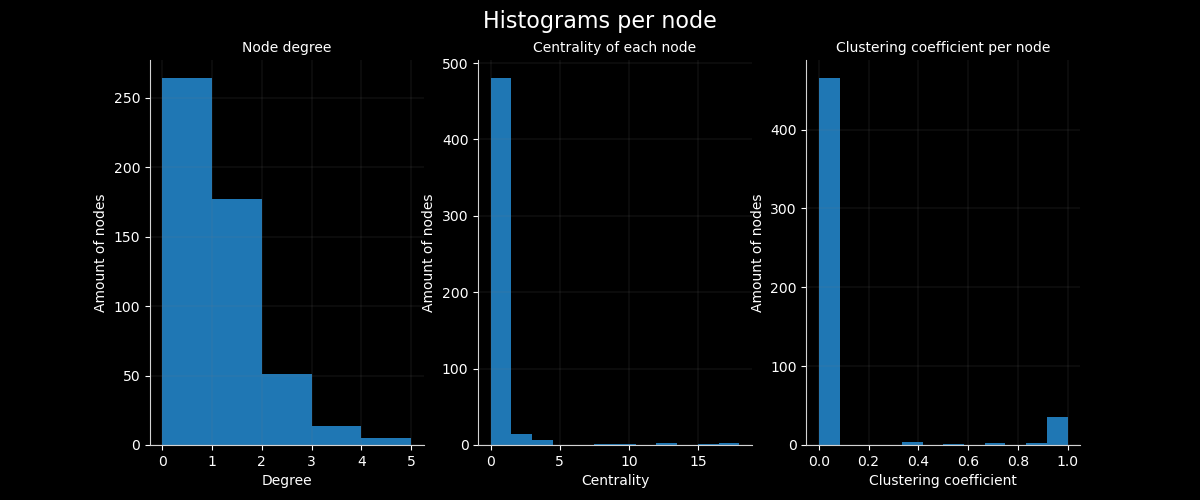 Histograms per node
Node degree
Amount of nodes
250
200
150
100
50
0
0 1 2 3 4 5
Degree
Centrality of each node
Amount of nodes
500
400
300
200
100
0
0 5 10 15
Centrality
Clustering coefficient per node
Amount of nodes
400
300
200
100
0
0.0 0.2 0.4 0.6 0.8 1.0
Clustering coefficient